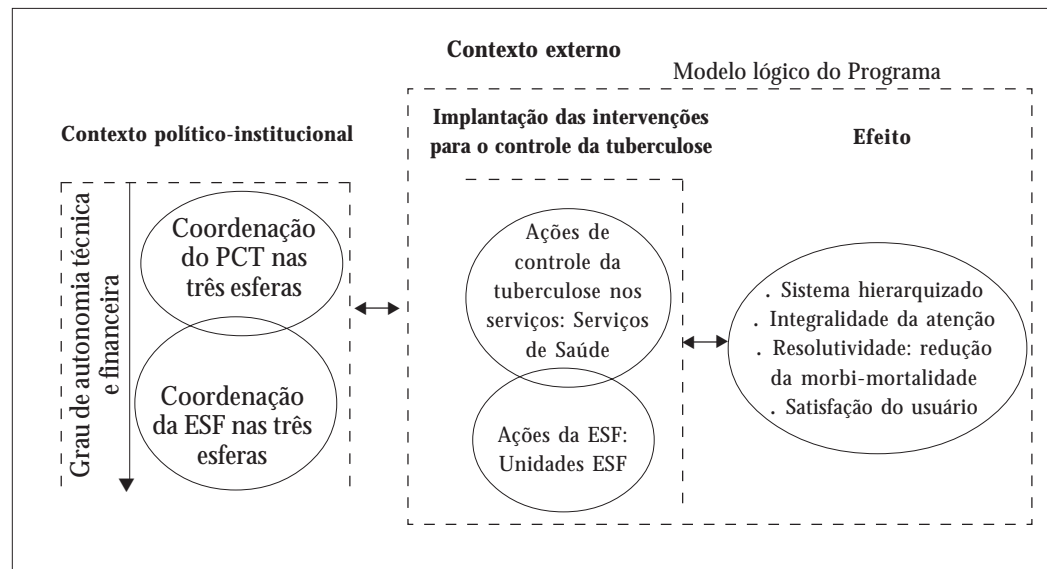 Contexto externo
Modelo lógico do Programa
Contexto político-institucional
Implantação das intervenções
para o controle da tuberculose
Efeito
Grau de autonomia técnica
e financeira
Coordenação
do PCT nas
três esferas
Coordenação
da ESF nas três
esferas
Ações de
controle da
tuberculose nos
serviços: Serviços
de Saúde
Ações da ESF:
Unidades ESF
. Sistema hierarquizado
. Integralidade da atenção
. Resolutividade: redução
da morbi-mortalidade
. Satisfação do usuário